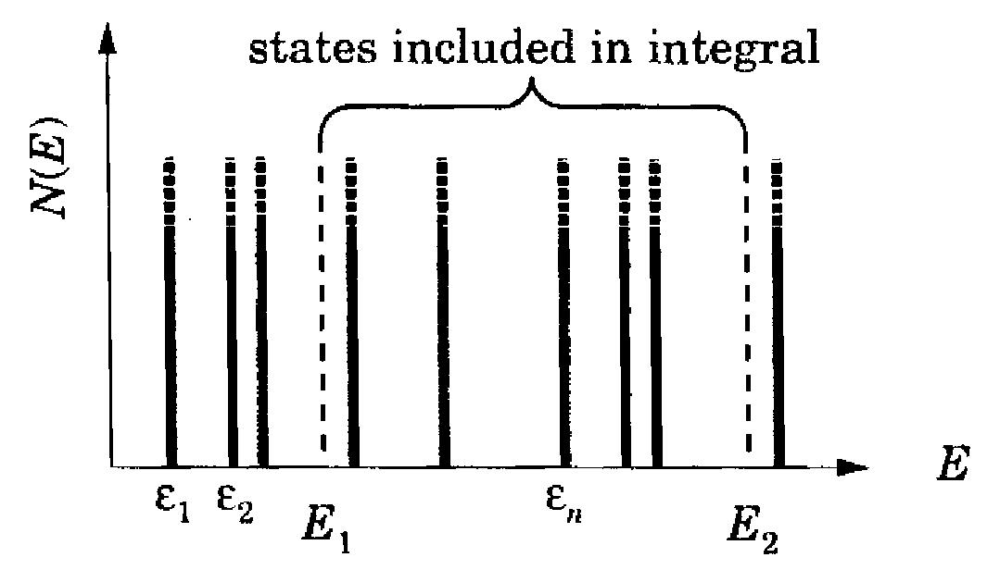 states included in integral
N(E)
ε₁ ε₂ εₙ E
E₁ E₂